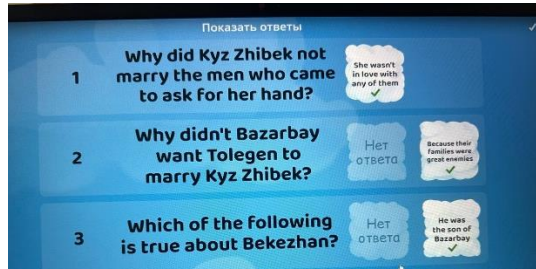 Показать ответы
1
Why did Kyz Zhibek not
marry the men who came
to ask for her hand?
She wasn't
in love with
any of them
2
Why didn't Bazarbay
want Tolegen to
marry Kyz Zhibek?
Нет
ответа
Because their
families were
great enemies
3
Which of the following
is true about Bekezhan?
Нет
ответа
He was
the son of
Bazarbay